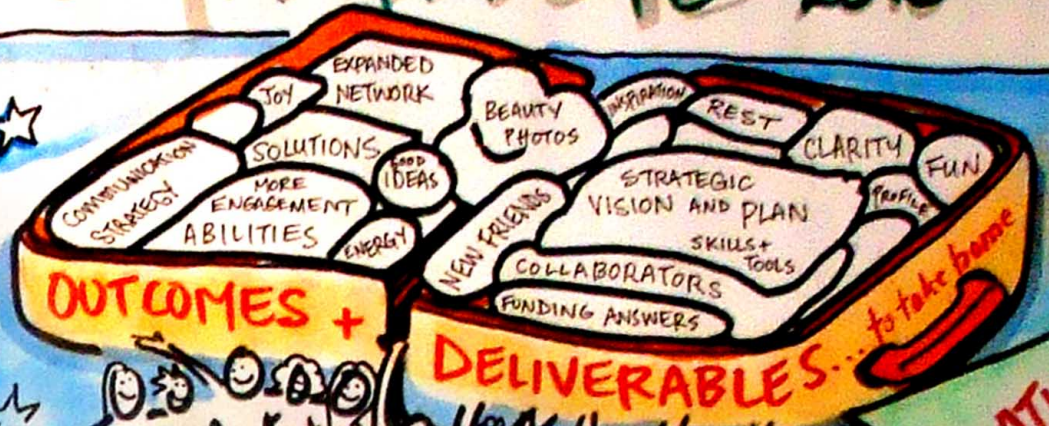 EXPANDED
NETWORK
JOY
BEAUTY
PHOTOS
INSPIRATION
REST
CLARITY
FUN
COMMUNICATION
STRATEGY
SOLUTIONS
GOOD
IDEAS
MORE
ENGAGEMENT
ABILITIES
ENERGY
NEW FRIENDS
STRATEGIC
VISION AND PLAN
PROFILE
SKILLS+
TOOLS
COLLABORATORS
FUNDING ANSWERS
OUTCOMES +
DELIVERABLES...
to take home